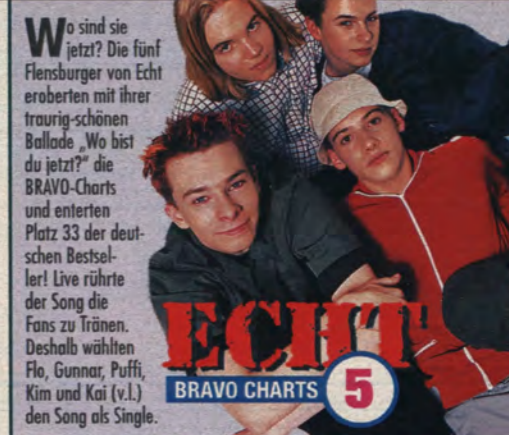 Wo sind sie
jetzt? Die fünf
Flensburger von Echt
eroberten mit ihrer
traurig-schönen
Ballade „Wo bist
du jetzt?" die
BRAVO-Charts
und enterten
Platz 33 der deut-
schen Bestsel-
ler! Live rührte
der Song die
Fans zu Tränen.
Deshalb wählten
Flo, Gunnar, Puffi,
Kim und Kai (v.l.)
den Song als Single.
ECHT
BRAVO CHARTS 5